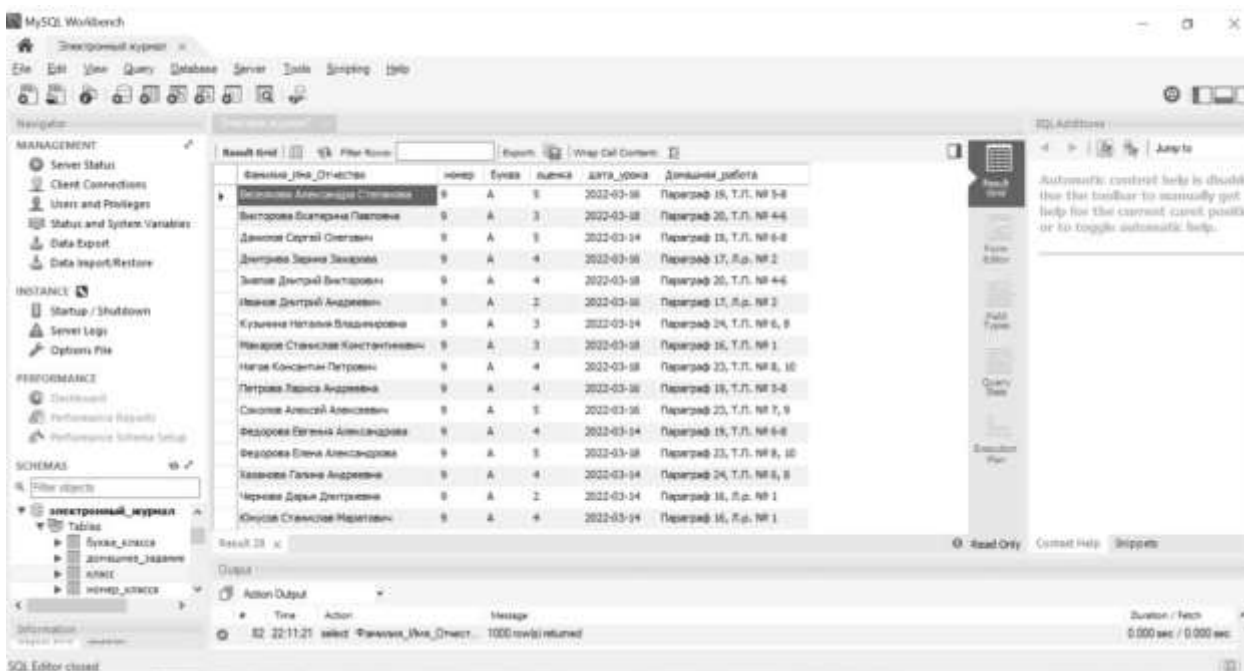 MySQL Workbench
Электронный журнал ×
File Edit View Query Database Server Tools Scripting Help
Navigator
SQLAdditions
MANAGEMENT
Server Status
Client Connections
Users and Privileges
Status and System Variables
Data Export
Data Import/Restore
INSTANCE
Startup / Shutdown
Server Logs
Options File
PERFORMANCE
Dashboard
Performance Reports
Performance Schema Setup
SCHEMAS
Filter objects
электронный_журнал
Tables
буква_класса
домашнее_задание
класс
номер_класса
Information
Result Grid Filter Rows: Export: Wrap Cell Content:
Фамилия_Имя_Отчество номер буква оценка дата_урока Домашняя_работа
Александра Степановна 9 А 5 2022-03-16 Параграф 19, Т.П. № 5-8
Викторова Екатерина Павловна 9 А 3 2022-03-18 Параграф 20, Т.П. № 4-6
Данилов Сергей Олегович 9 А 5 2022-03-14 Параграф 19, Т.П. № 6-8
Дмитриева Зарина Захаровна 9 А 4 2022-03-16 Параграф 17, Л.р. № 2
Дмитрий Викторович 9 А 4 2022-03-18 Параграф 20, Т.П. № 4-6
Иванов Дмитрий Андреевич 9 А 2 2022-03-16 Параграф 17, Л.р. № 2
Кузьмина Наталия Владимировна 9 А 3 2022-03-14 Параграф 24, Т.П. № 6, 8
Макаров Станислав Константинович 9 А 3 2022-03-18 Параграф 16, Т.П. № 1
Константин Петрович 9 А 4 2022-03-18 Параграф 23, Т.П. № 8, 10
Петрова Лариса Андреевна 9 А 4 2022-03-16 Параграф 19, Т.П. № 5-8
Соколов Алексей Алексеевич 9 А 5 2022-03-16 Параграф 23, Т.П. № 7, 9
Федорова Евгения Александровна 9 А 4 2022-03-14 Параграф 19, Т.П. № 6-8
Федорова Елена Александровна 9 А 5 2022-03-18 Параграф 23, Т.П. № 8, 10
Галина Андреевна 9 А 4 2022-03-14 Параграф 24, Т.П. № 6, 8
Чернова Дарья Дмитриевна 9 А 2 2022-03-14 Параграф 16, Л.р. № 1
Юнусов Станислав Маратович 9 А 4 2022-03-14 Параграф 16, Л.р. № 1
Result Grid
Form Editor
Field Types
Query Stats
Execution Plan
Jump to
Automatic context help is disabl
Use the toolbar to manually get
help for the current caret positi
or to toggle automatic help.
Result 28 ×
Read Only
Context Help Snippets
Output
Action Output
# Time Action Message Duration / Fetch
82 22:11:21 select Фамилия_Имя_Отчест... 1000 row(s) returned 0.000 sec / 0.000 sec
SQL Editor closed